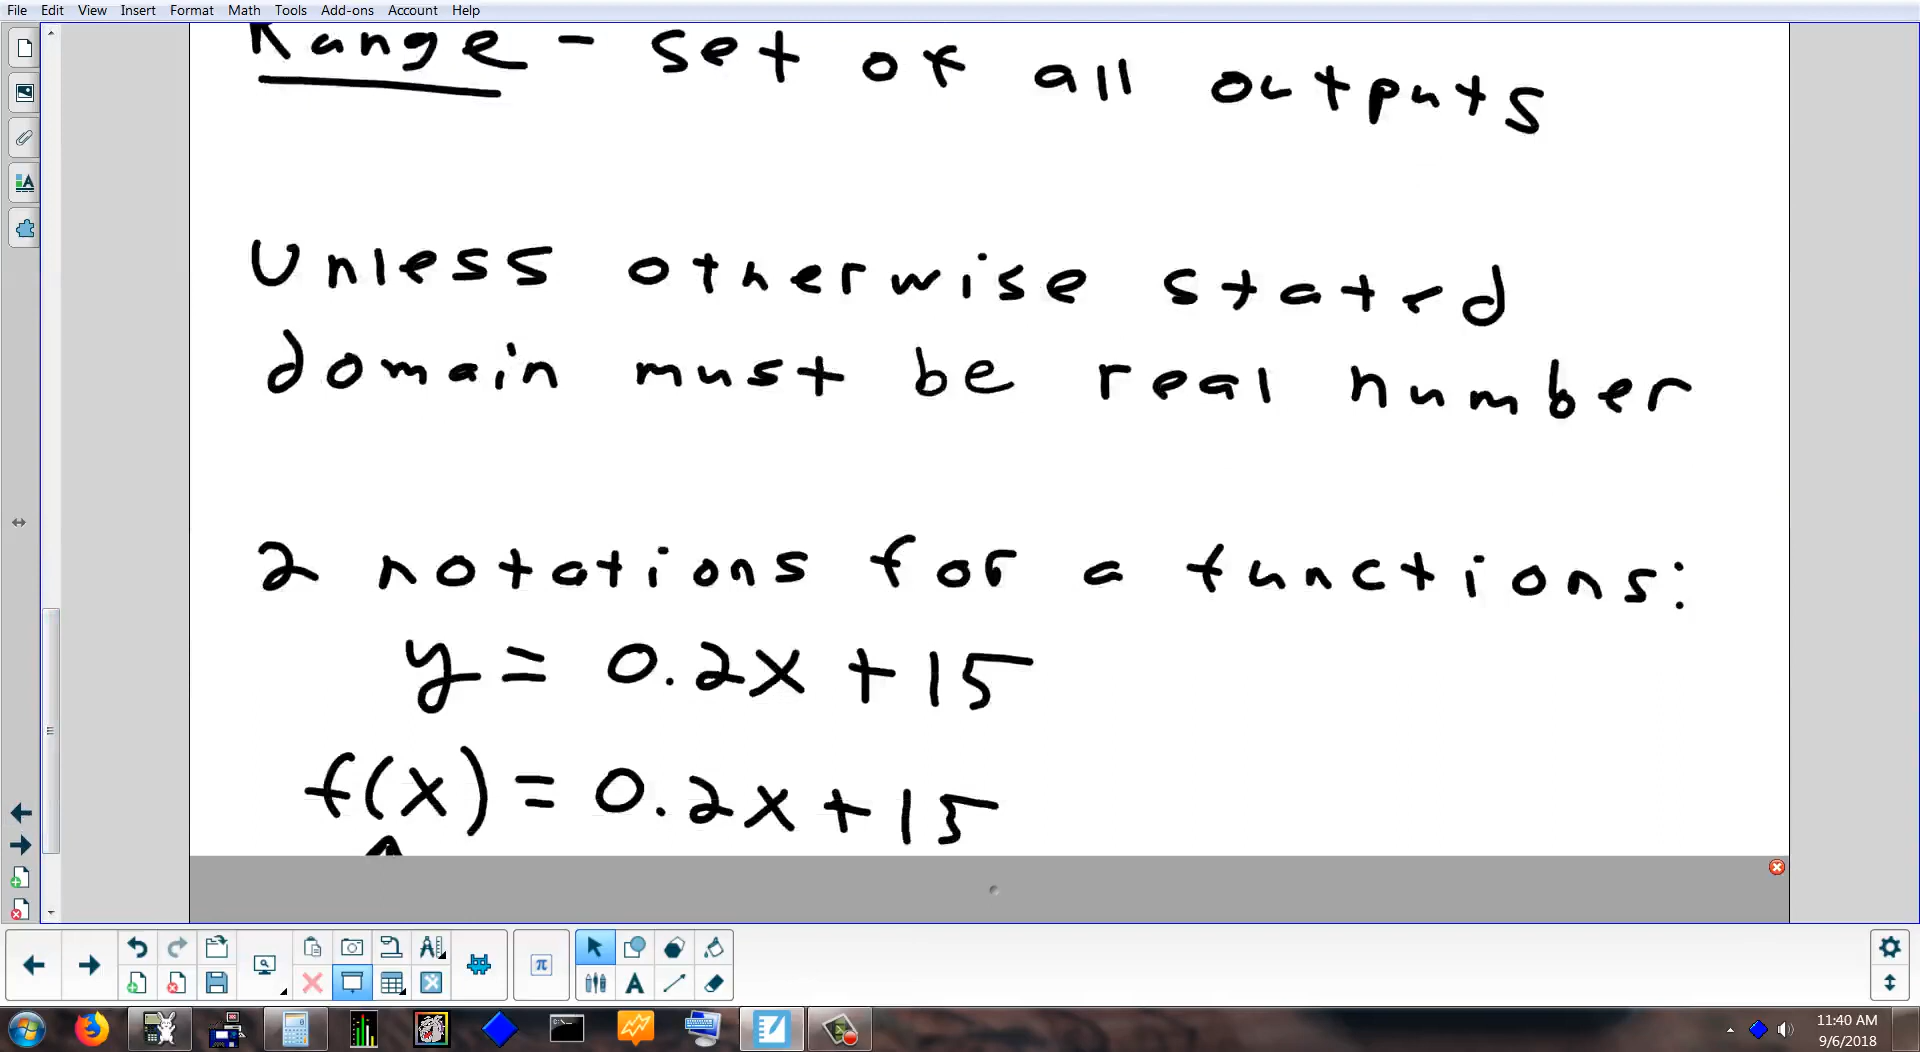 File Edit View Insert Format Math Tools Add-ons Account Help
Range - set of all outputs
Unless otherwise stated
domain must be real number
2 notations for a functions:
y = 0.2x + 15
f(x) = 0.2x + 15
11:40 AM
9/6/2018